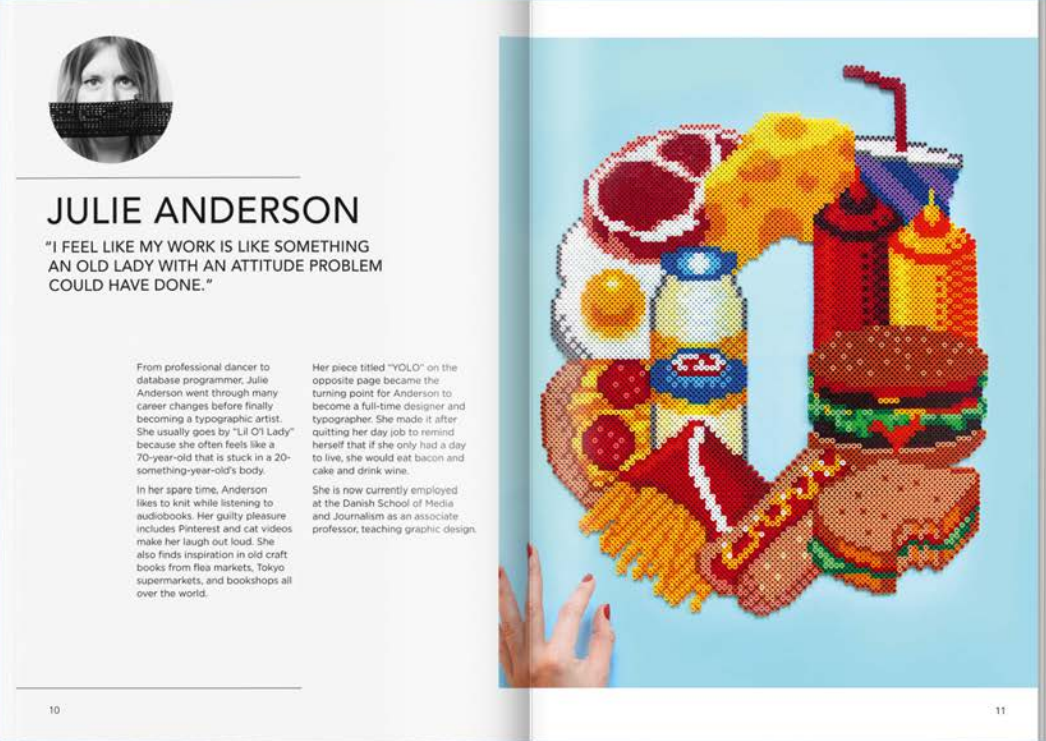 JULIE ANDERSON
"I FEEL LIKE MY WORK IS LIKE SOMETHING
AN OLD LADY WITH AN ATTITUDE PROBLEM
COULD HAVE DONE."
From professional dancer to
database programmer, Julie
Anderson went through many
career changes before finally
becoming a typographic artist.
She usually goes by "Lil O'l Lady"
because she often feels like a
70-year-old that is stuck in a 20-
something-year-old's body.
In her spare time, Anderson
likes to knit while listening to
audiobooks. Her guilty pleasure
includes Pinterest and cat videos
make her laugh out loud. She
also finds inspiration in old craft
books from flea markets, Tokyo
supermarkets, and bookshops all
over the world.
Her piece titled "YOLO" on the
opposite page became the
turning point for Anderson to
become a full-time designer and
typographer. She made it after
quitting her day job to remind
herself that if she only had a day
to live, she would eat bacon and
cake and drink wine.
She is now currently employed
at the Danish School of Media
and Journalism as an associate
professor, teaching graphic design.
10
11